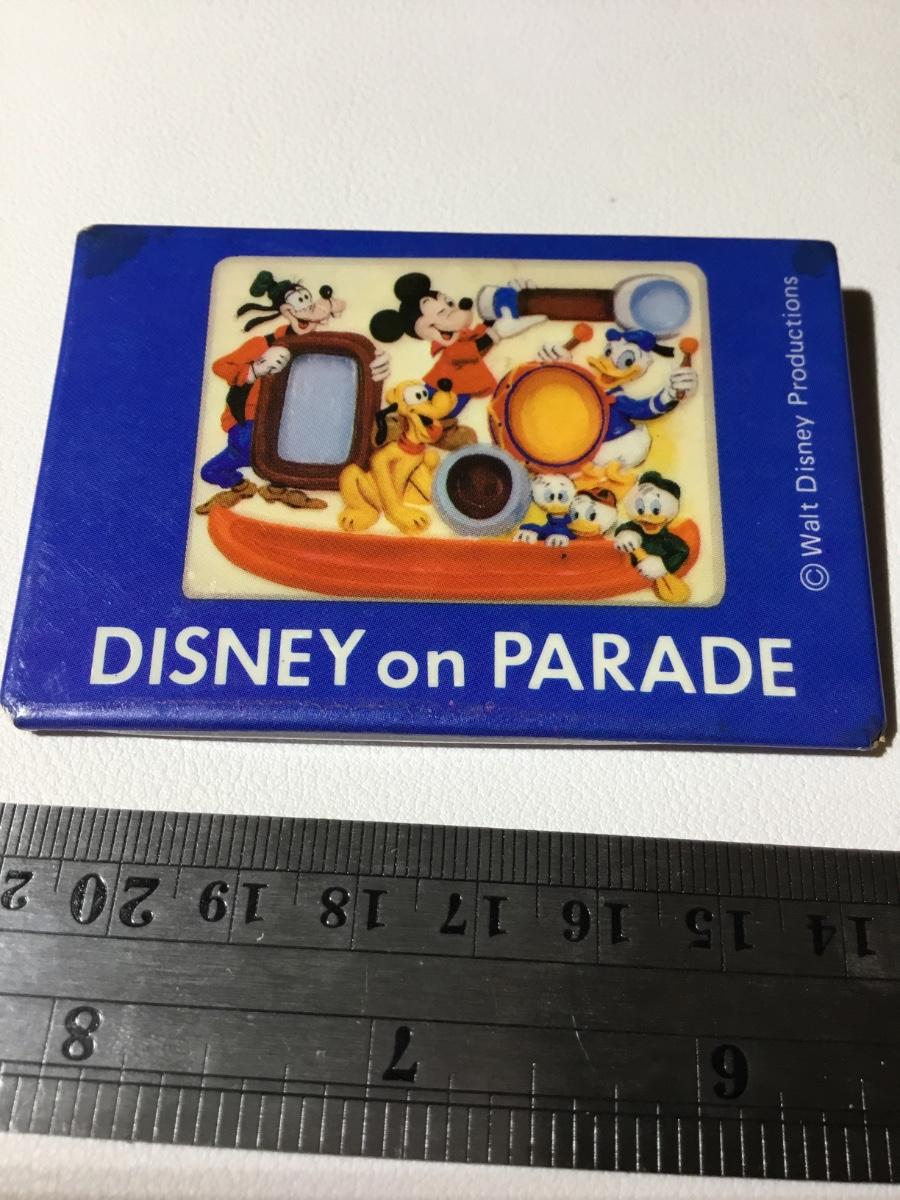 © Walt Disney Productions
DISNEY on PARADE
2 20 19 18 17 16 15 14
8 7 6